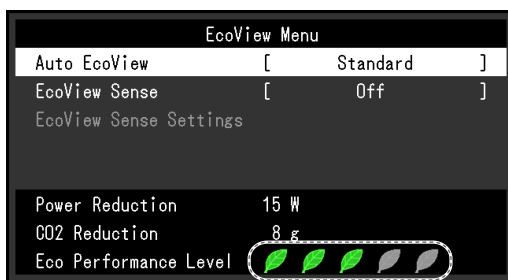 EcoView Menu
Auto EcoView [ Standard ]
EcoView Sense [ Off ]
EcoView Sense Settings
Power Reduction 15 W
CO2 Reduction 8 g
Eco Performance Level